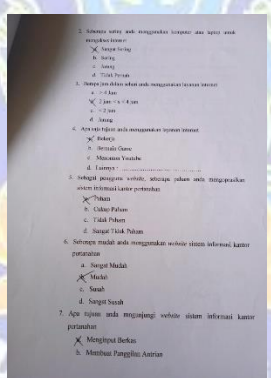 2. Seberapa sering anda menggunakan komputer atau laptop untuk
mengakses internet
a. Sangat Sering
b. Sering
c. Jarang
d. Tidak Pernah
3. Berapa jam dalam sehari anda menggunakan layanan internet
a. > 4 jam
b. 2 jam < x < 4 jam
c. < 2 jam
d. Jarang
4. Apa saja tujuan anda menggunakan layanan internet
a. Bekerja
b. Bermain Game
c. Menonton Youtube
d. Lainnya :
5. Sebagai pengguna website, seberapa paham anda mengoperasikan
sistem informasi kantor pertanahan
a. Paham
b. Cukup Paham
c. Tidak Paham
d. Sangat Tidak Paham
6. Seberapa mudah anda menggunakan website sistem informasi kantor
pertanahan
a. Sangat Mudah
b. Mudah
c. Susah
d. Sangat Susah
7. Apa tujuan anda mngunjungi website sistem informasi kantor
pertanahan
a. Menginput Berkas
b. Membuat Panggilan Antrian